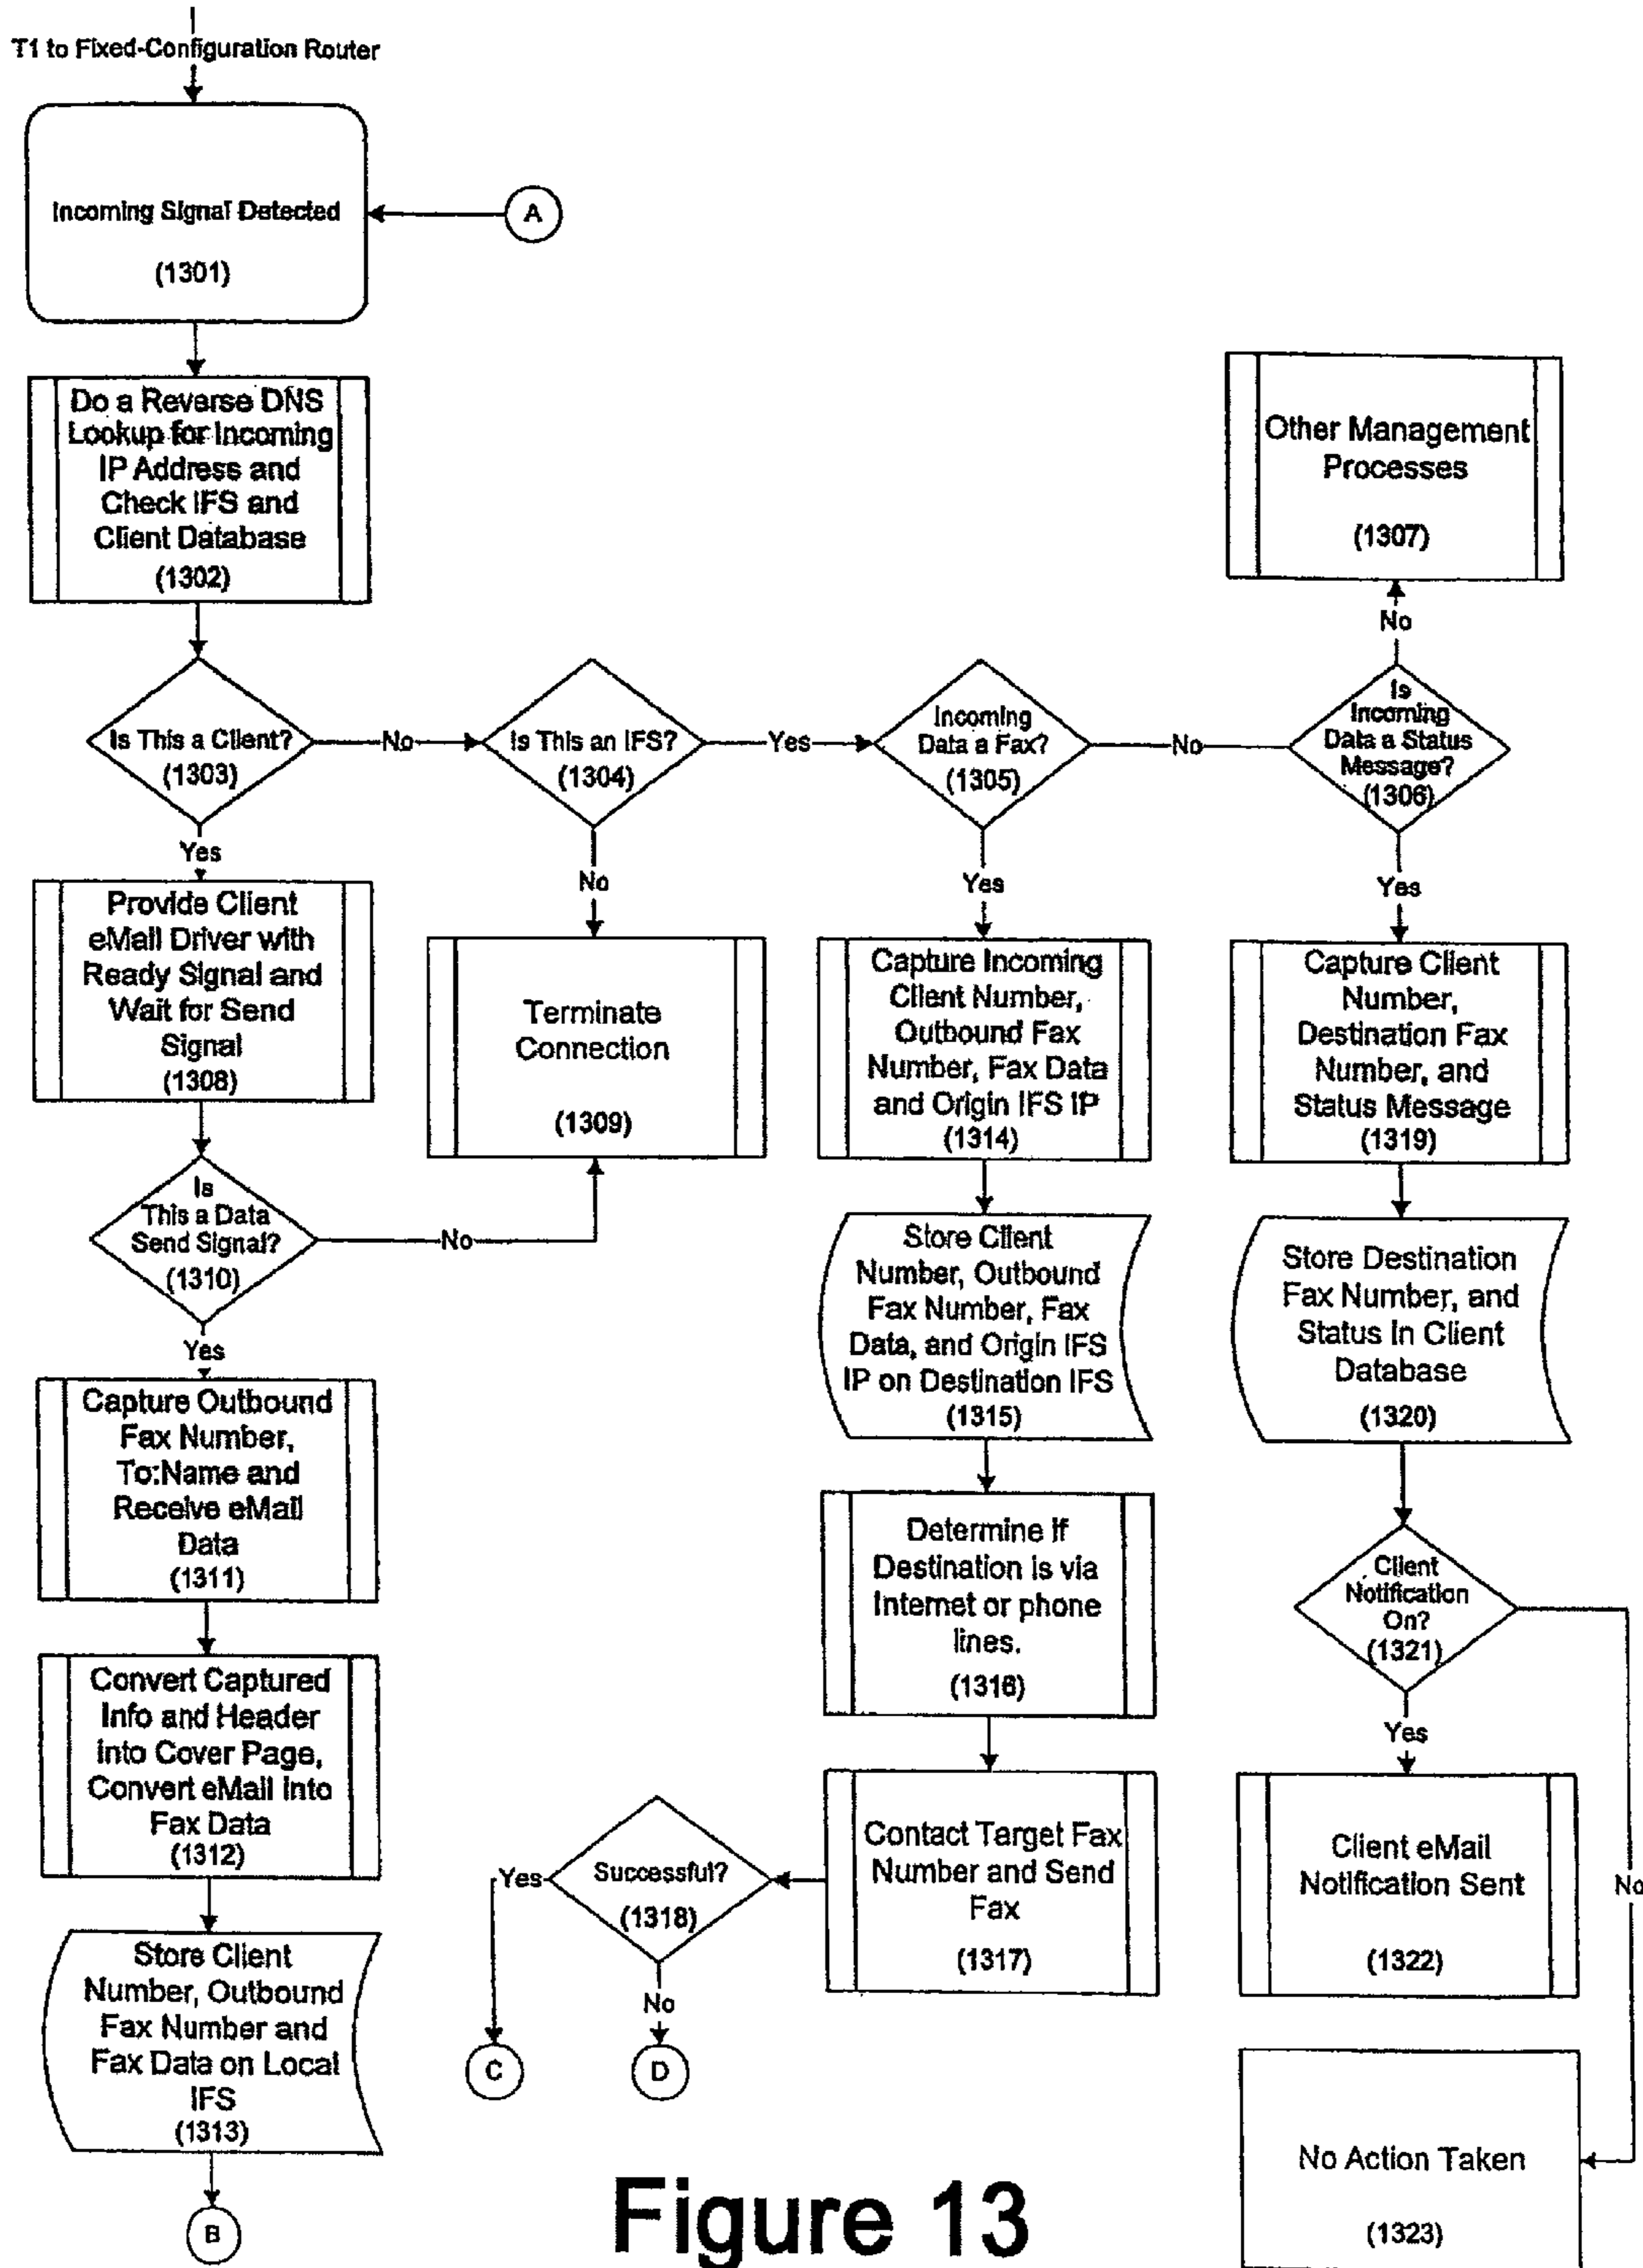 T1 to Fixed-Configuration Router
Incoming Signal Detected
(1301)
A
Do a Reverse DNS
Lookup for Incoming
IP Address and
Check IFS and
Client Database
(1302)
Other Management
Processes
(1307)
No
Is This a Client?
(1303)
No
Is This an IFS?
(1304)
Yes
Incoming
Data a Fax?
(1305)
No
Is
Incoming
Data a Status
Message?
(1306)
Yes
No
Yes
Yes
Provide Client
eMail Driver with
Ready Signal and
Wait for Send
Signal
(1308)
Terminate
Connection
(1309)
Capture Incoming
Client Number,
Outbound Fax
Number, Fax Data
and Origin IFS IP
(1314)
Capture Client
Number,
Destination Fax
Number, and
Status Message
(1319)
Is
This a Data
Send Signal?
(1310)
No
Yes
Store Client
Number, Outbound
Fax Number, Fax
Data, and Origin IFS
IP on Destination IFS
(1315)
Store Destination
Fax Number, and
Status In Client
Database
(1320)
Capture Outbound
Fax Number,
To:Name and
Receive eMail
Data
(1311)
Determine if
Destination is via
Internet or phone
lines.
(1316)
Client
Notification
On?
(1321)
Yes
No
Convert Captured
Info and Header
into Cover Page,
Convert eMail into
Fax Data
(1312)
Yes
Successful?
(1318)
No
Contact Target Fax
Number and Send
Fax
(1317)
Client eMail
Notification Sent
(1322)
Store Client
Number, Outbound
Fax Number and
Fax Data on Local
IFS
(1313)
C
D
B
No Action Taken
(1323)
Figure 13